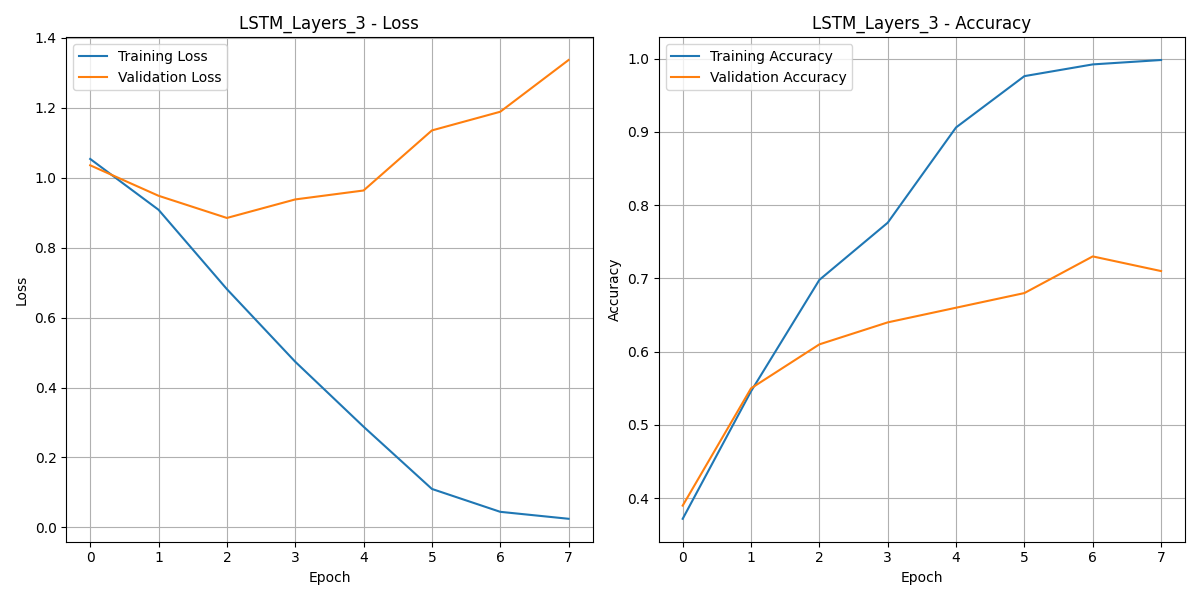 LSTM_Layers_3 - Loss
Training Loss
Validation Loss
1.4
1.2
1.0
0.8
0.6
0.4
0.2
0.0
Loss
0 1 2 3 4 5 6 7
Epoch
LSTM_Layers_3 - Accuracy
Training Accuracy
Validation Accuracy
1.0
0.9
0.8
0.7
0.6
0.5
0.4
Accuracy
0 1 2 3 4 5 6 7
Epoch